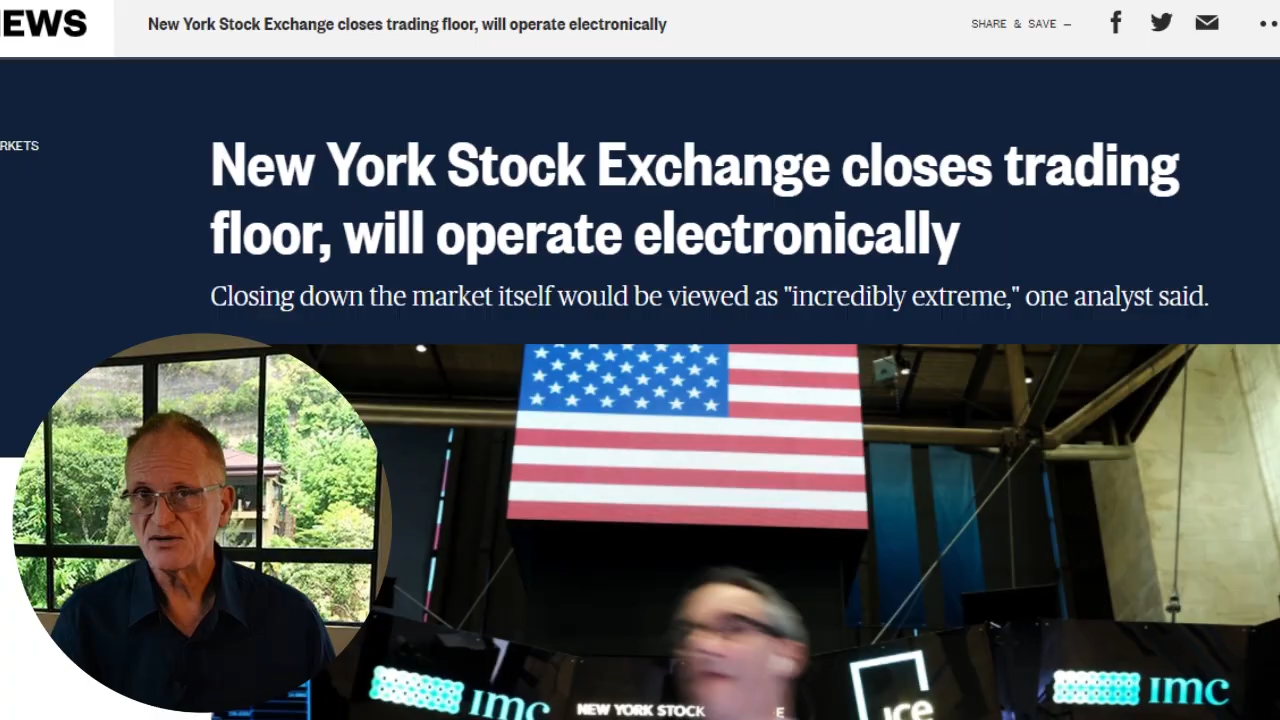 EWS
New York Stock Exchange closes trading floor, will operate electronically
SHARE & SAVE —
RKETS
New York Stock Exchange closes trading
floor, will operate electronically
Closing down the market itself would be viewed as "incredibly extreme," one analyst said.
imc
NEW YORK STOCK
E
ice
imc